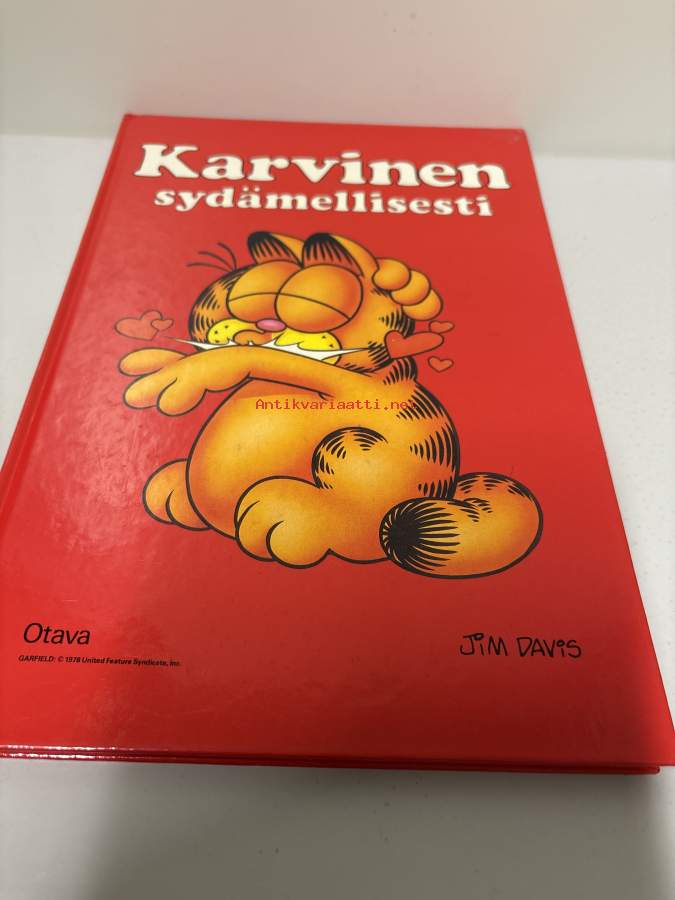 Karvinen
sydämellisesti
Antikvariaatti.net
Otava
JIM DAVIS
GARFIELD: © 1978 United Feature Syndicate, Inc.